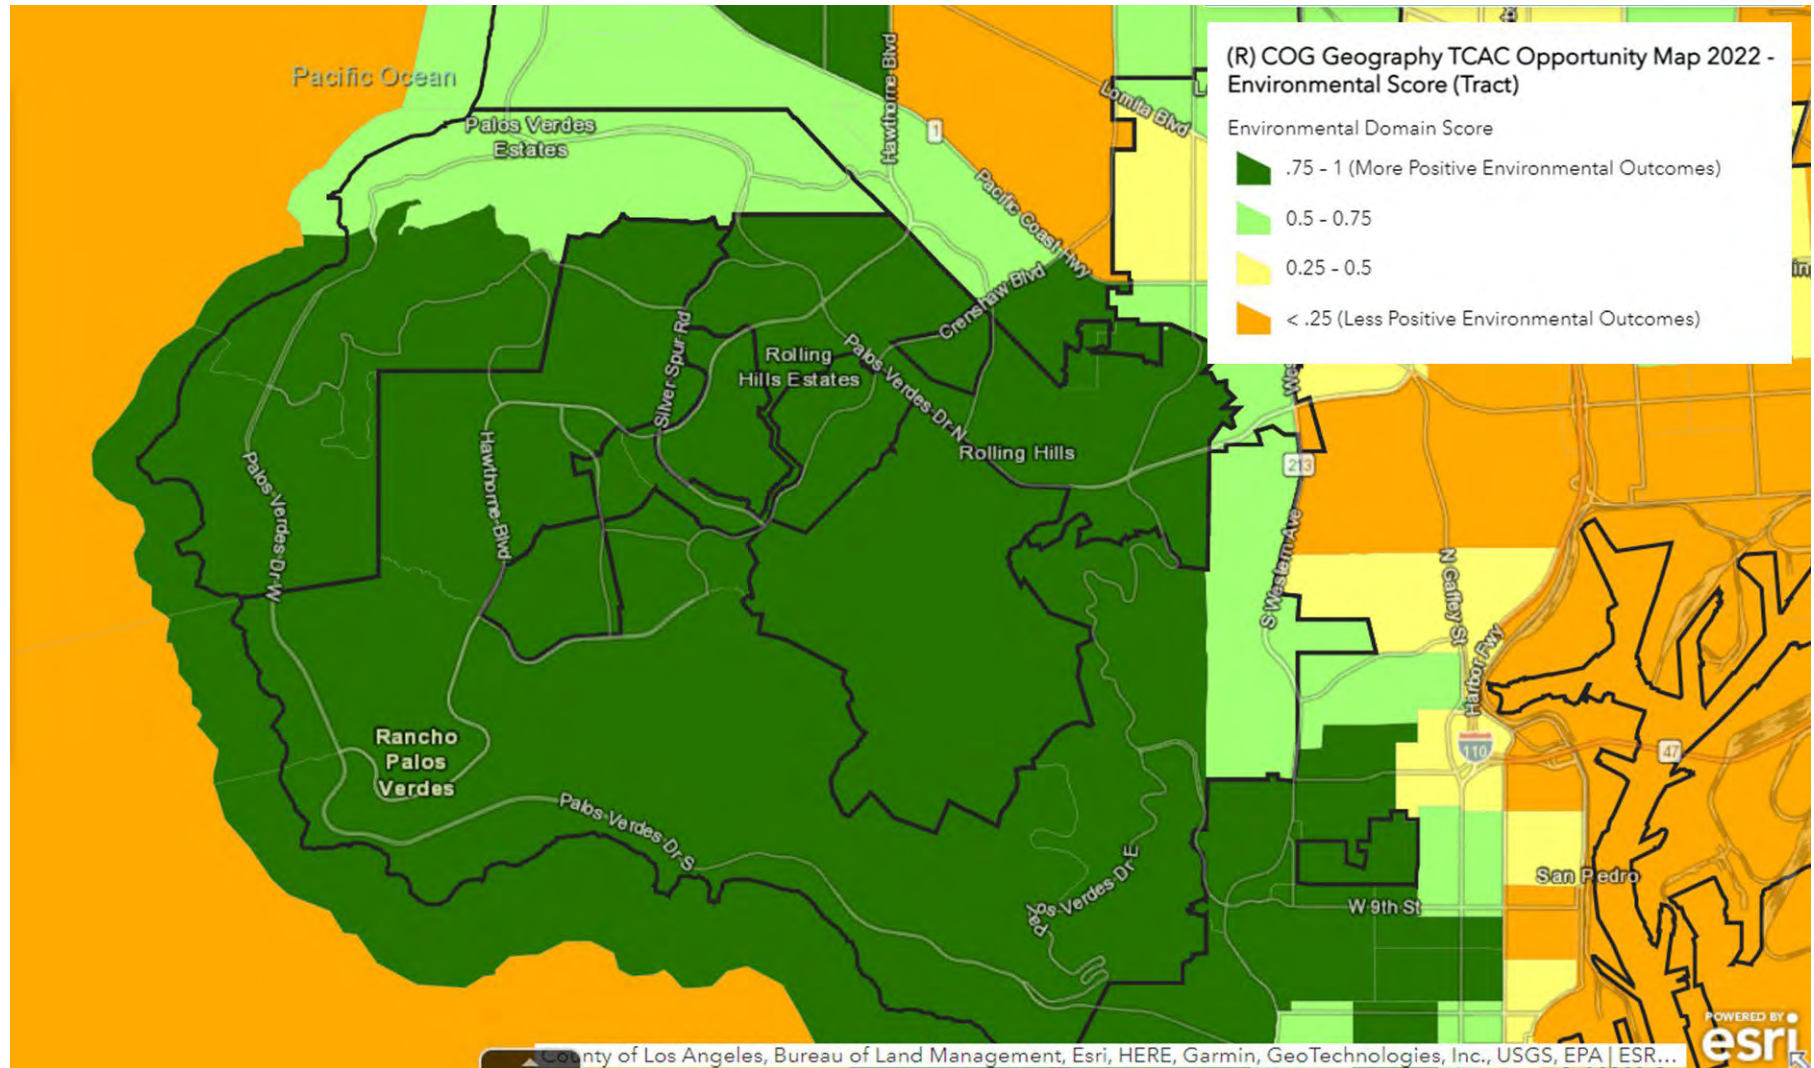 (R) COG Geography TCAC Opportunity Map 2022 -
Environmental Score (Tract)
Environmental Domain Score
.75 - 1 (More Positive Environmental Outcomes)
0.5 - 0.75
0.25 - 0.5
< .25 (Less Positive Environmental Outcomes)
Pacific Ocean
Palos Verdes
Estates
Hawthorne Blvd
1
Lomita Blvd
Pacific Coast Hwy
Crenshaw Blvd
Silver Spur Rd
Rolling
Hills Estates
Palos Verdes Dr N
Rolling Hills
Palos Verdes Dr W
Hawthorne Blvd
213
S Western Ave
N Gaffey St
Harbor Fwy
110
47
Rancho
Palos
Verdes
Palos Verdes Dr S
Palos Verdes Dr E
San Pedro
W 9th St
County of Los Angeles, Bureau of Land Management, Esri, HERE, Garmin, GeoTechnologies, Inc., USGS, EPA | ESR...
POWERED BY
esri